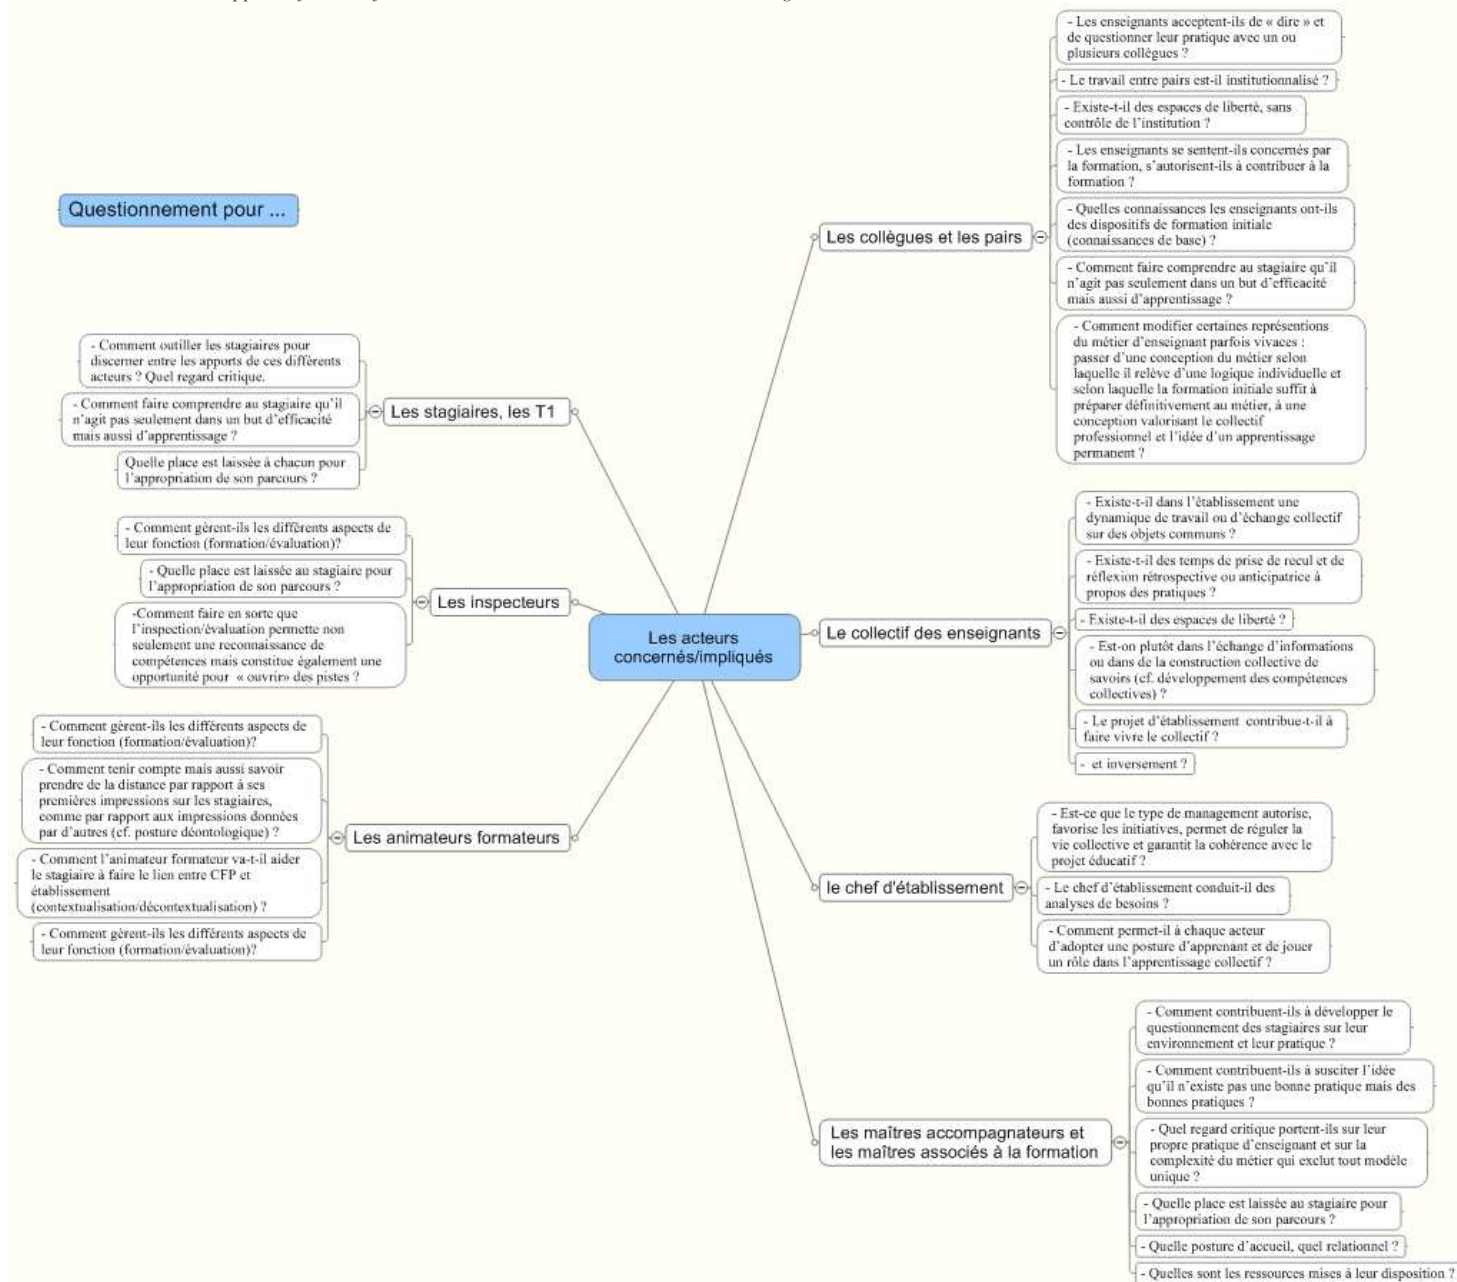 Questionnement pour ...
Les acteurs
concernés/impliqués
Les collègues et les pairs
- Les enseignants acceptent-ils de « dire » et
de questionner leur pratique avec un ou
plusieurs collègues ?
- Le travail entre pairs est-il institutionnalisé ?
- Existe-t-il des espaces de liberté, sans
contrôle de l'institution ?
- Les enseignants se sentent-ils concernés par
la formation, s'autorisent-ils à contribuer à la
formation ?
- Quelles connaissances les enseignants ont-ils
des dispositifs de formation initiale
(connaissances de base) ?
- Comment faire comprendre au stagiaire qu'il
n'agit pas seulement dans un but d'efficacité
mais aussi d'apprentissage ?
- Comment modifier certaines représentions
du métier d'enseignant parfois vivaces :
passer d'une conception du métier selon
laquelle il relève d'une logique individuelle et
selon laquelle la formation initiale suffit à
préparer définitivement au métier, à une
conception valorisant le collectif
professionnel et l'idée d'un apprentissage
permanent ?
Le collectif des enseignants
- Existe-t-il dans l'établissement une
dynamique de travail ou d'échange collectif
sur des objets communs ?
- Existe-t-il des temps de prise de recul et de
réflexion rétrospective ou anticipatrice à
propos des pratiques ?
- Existe-t-il des espaces de liberté ?
- Est-on plutôt dans l'échange d'informations
ou dans de la construction collective de
savoirs (cf. développement des compétences
collectives) ?
- Le projet d'établissement contribue-t-il à
faire vivre le collectif ?
- et inversement ?
le chef d'établissement
- Est-ce que le type de management autorise,
favorise les initiatives, permet de réguler la
vie collective et garantit la cohérence avec le
projet éducatif ?
- Le chef d'établissement conduit-il des
analyses de besoins ?
- Comment permet-il à chaque acteur
d'adopter une posture d'apprenant et de jouer
un rôle dans l'apprentissage collectif ?
Les maîtres accompagnateurs et
les maîtres associés à la formation
- Comment contribuent-ils à développer le
questionnement des stagiaires sur leur
environnement et leur pratique ?
- Comment contribuent-ils à susciter l'idée
qu'il n'existe pas une bonne pratique mais des
bonnes pratiques ?
- Quel regard critique portent-ils sur leur
propre pratique d'enseignant et sur la
complexité du métier qui exclut tout modèle
unique ?
- Quelle place est laissée au stagiaire pour
l'appropriation de son parcours ?
- Quelle posture d'accueil, quel relationnel ?
- Quelles sont les ressources mises à leur disposition ?
Les stagiaires, les T1
- Comment outiller les stagiaires pour
discerner entre les apports de ces différents
acteurs ? Quel regard critique.
- Comment faire comprendre au stagiaire qu'il
n'agit pas seulement dans un but d'efficacité
mais aussi d'apprentissage ?
Quelle place est laissée à chacun pour
l'appropriation de son parcours ?
Les inspecteurs
- Comment gèrent-ils les différents aspects de
leur fonction (formation/évaluation)?
- Quelle place est laissée au stagiaire pour
l'appropriation de son parcours ?
-Comment faire en sorte que
l'inspection/évaluation permette non
seulement une reconnaissance de
compétences mais constitue également une
opportunité pour « ouvrir» des pistes ?
Les animateurs formateurs
- Comment gèrent-ils les différents aspects de
leur fonction (formation/évaluation)?
- Comment tenir compte mais aussi savoir
prendre de la distance par rapport à ses
premières impressions sur les stagiaires,
comme par rapport aux impressions données
par d'autres (cf. posture déontologique) ?
- Comment l'animateur formateur va-t-il aider
le stagiaire à faire le lien entre CFP et
établissement
(contextualisation/décontextualisation) ?
- Comment gèrent-ils les différents aspects de
leur fonction (formation/évaluation)?